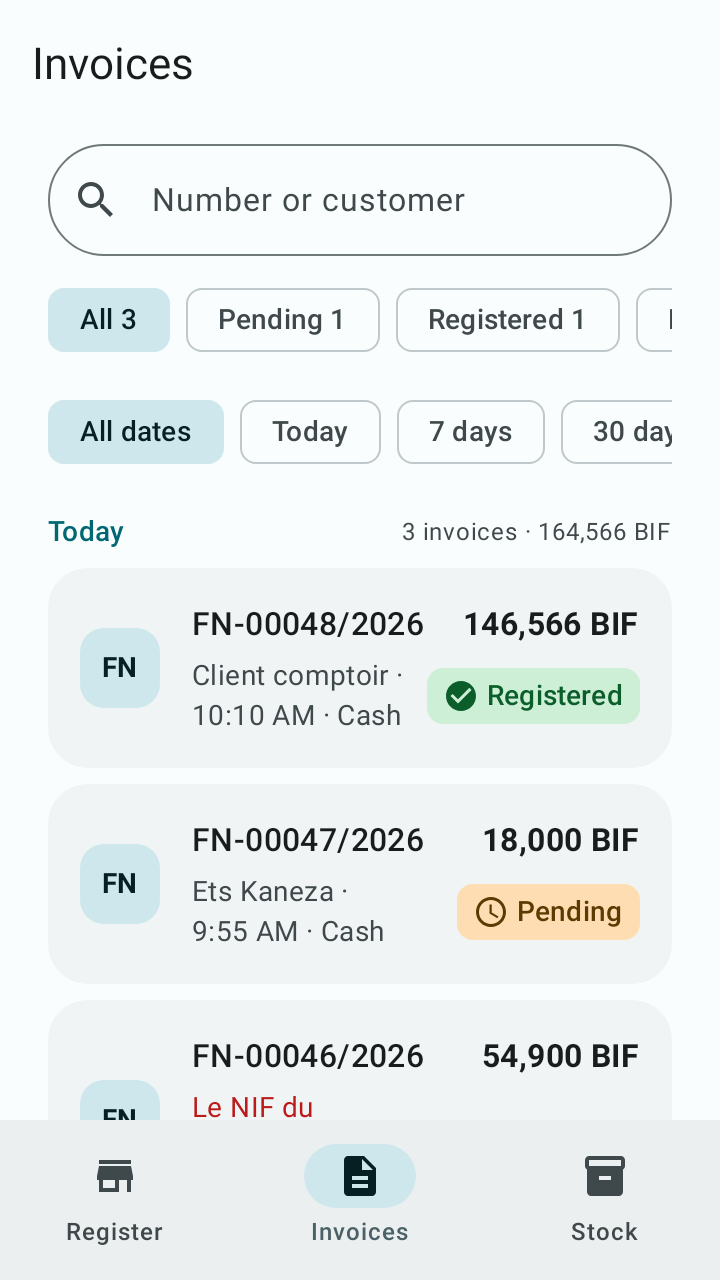 Invoices
Number or customer
All 3
Pending 1
Registered 1
All dates
Today
7 days
30 day
Today
3 invoices · 164,566 BIF
FN
FN-00048/2026
146,566 BIF
Client comptoir ·
10:10 AM · Cash
Registered
FN
FN-00047/2026
18,000 BIF
Ets Kaneza ·
9:55 AM · Cash
Pending
FN
FN-00046/2026
54,900 BIF
Le NIF du
Register
Invoices
Stock